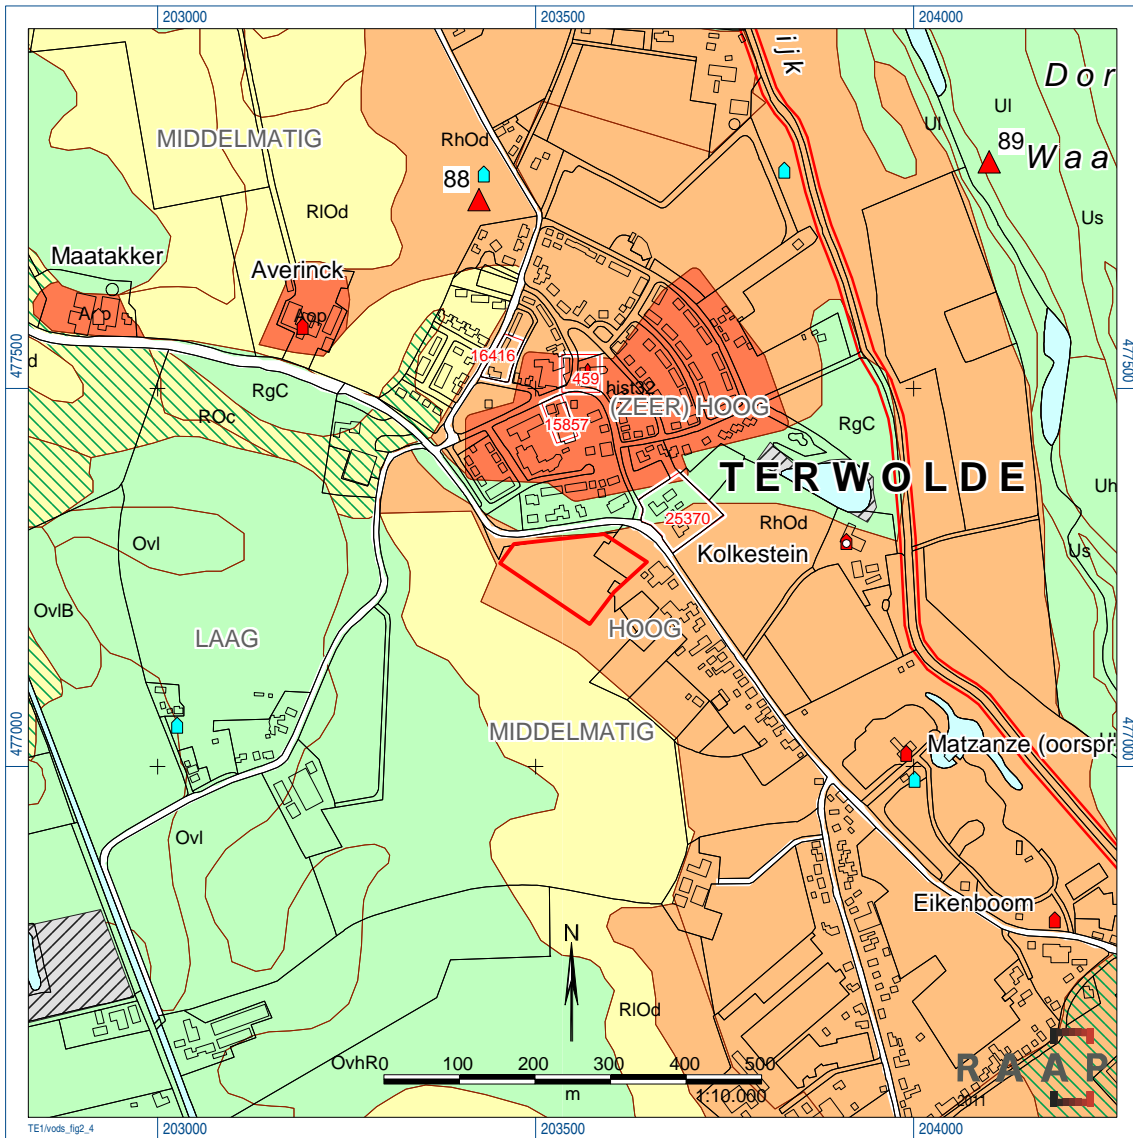 203000
203500
204000
ijk
Dor
Ul
Ul
89
Waa
MIDDELMATIG
RhOd
88
RlOd
Us
Maatakker
Averinck
Aop
Aop
477500
477500
16416
459
hist32
d
RgC
(ZEER) HOOG
ROc
15857
RgC
TERWOLDE
Uh
25370
RhOd
Ovl
Kolkestein
Us
OvlB
HOOG
LAAG
477000
477000
MIDDELMATIG
Ul
Matzanze (oorspr
Ovl
Eikenboom
N
RlOd
OvhR
0 100 200 300 400 500
m
1:10.000
RAAP
2011
TE1/vods_fig2_4
203000
203500
204000